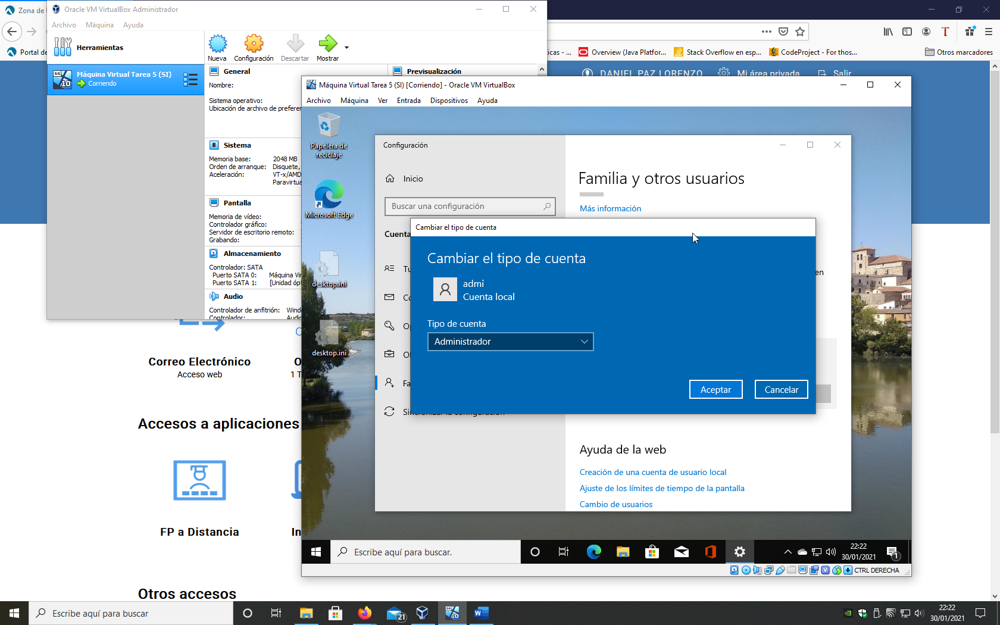 Zona de
Oracle VM VirtualBox Administrador
Archivo Máquina Ayuda
Herramientas
Nueva Configuración Descartar Mostrar
Portal de
icas - ...
Overview (Java Platfor...
Stack Overflow en esp...
CodeProject - For thos...
Otros marcadores
64
10
Máquina Virtual Tarea 5 (SI)
Corriendo
General
Nombre:
Sistema operativo:
Ubicación de archivo de prefere
Previsualización
Sistema
Memoria base: 2048 MB
Orden de arranque: Disquete,
Aceleración: VT-x/AMD
Paravirtua
Pantalla
Memoria de vídeo:
Controlador gráfico:
Servidor de escritorio remoto:
Grabando:
Almacenamiento
Controlador: SATA
Puerto SATA 0: Máquina Vir
Puerto SATA 1: [Unidad ópt
Audio
Controlador de anfitrión: Windo
Controlador: Audio
DANIEL PAZ LORENZO
Mi área privada
Salir
Máquina Virtual Tarea 5 (SI) [Corriendo] - Oracle VM VirtualBox
Archivo Máquina Ver Entrada Dispositivos Ayuda
Papelera de
reciclaje
Microsoft Edge
desktop.ini
desktop.ini
Configuración
Inicio
Buscar una configuración
Cuenta
Tu
Co
Op
Ob
Fa
Sincronizar la configuración
Familia y otros usuarios
Más información
en
Cambiar el tipo de cuenta
Cambiar el tipo de cuenta
admi
Cuenta local
Tipo de cuenta
Administrador
Aceptar
Cancelar
Ayuda de la web
Creación de una cuenta de usuario local
Ajuste de los límites de tiempo de la pantalla
Cambio de usuarios
Escribe aquí para buscar.
22:22
30/01/2021
1
CTRL DERECHA
Correo Electrónico
Acceso web
O
1 T
Accesos a aplicaciones
FP a Distancia
In
Otros accesos
Escribe aquí para buscar
21
10
22:22
30/01/2021